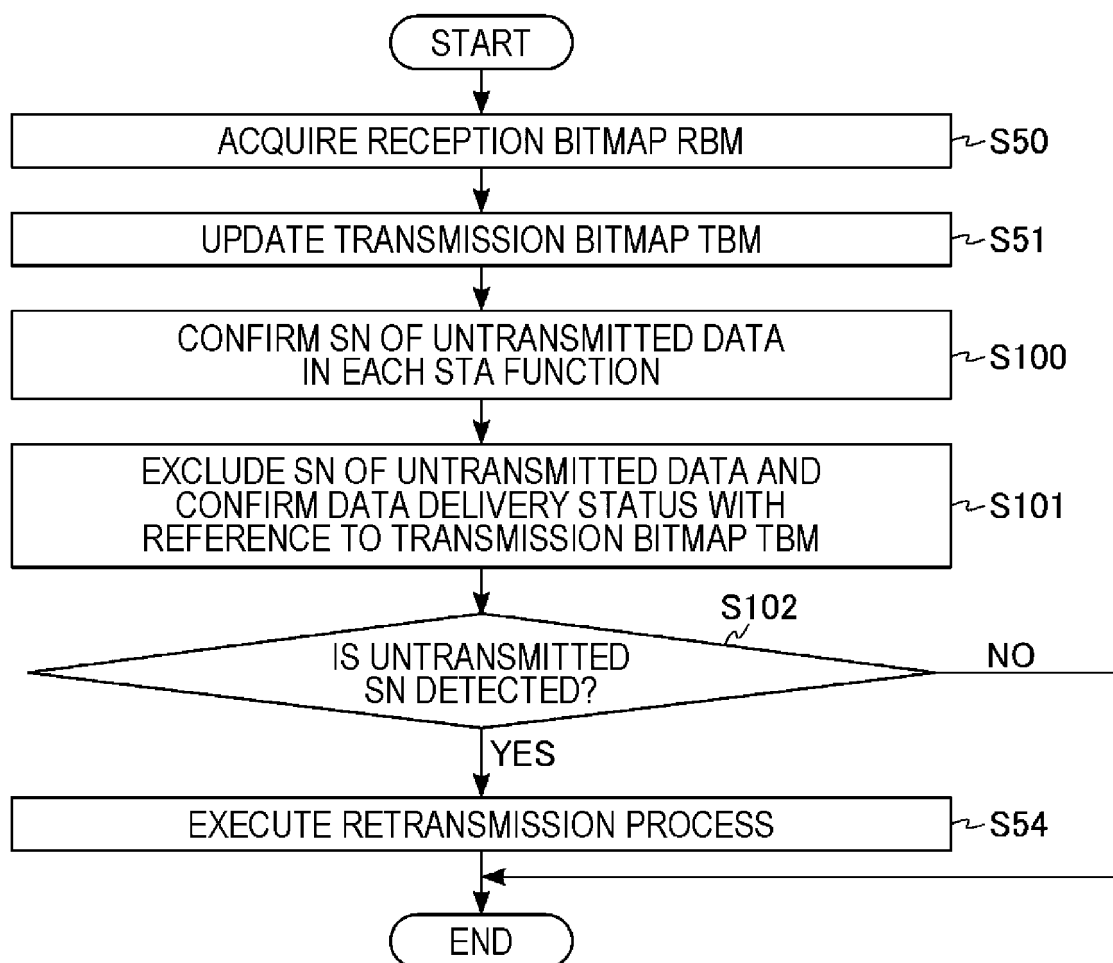 START
ACQUIRE RECEPTION BITMAP RBM
S50
UPDATE TRANSMISSION BITMAP TBM
S51
CONFIRM SN OF UNTRANSMITTED DATA
IN EACH STA FUNCTION
S100
EXCLUDE SN OF UNTRANSMITTED DATA AND
CONFIRM DATA DELIVERY STATUS WITH
REFERENCE TO TRANSMISSION BITMAP TBM
S101
S102
IS UNTRANSMITTED
SN DETECTED?
NO
YES
EXECUTE RETRANSMISSION PROCESS
S54
END